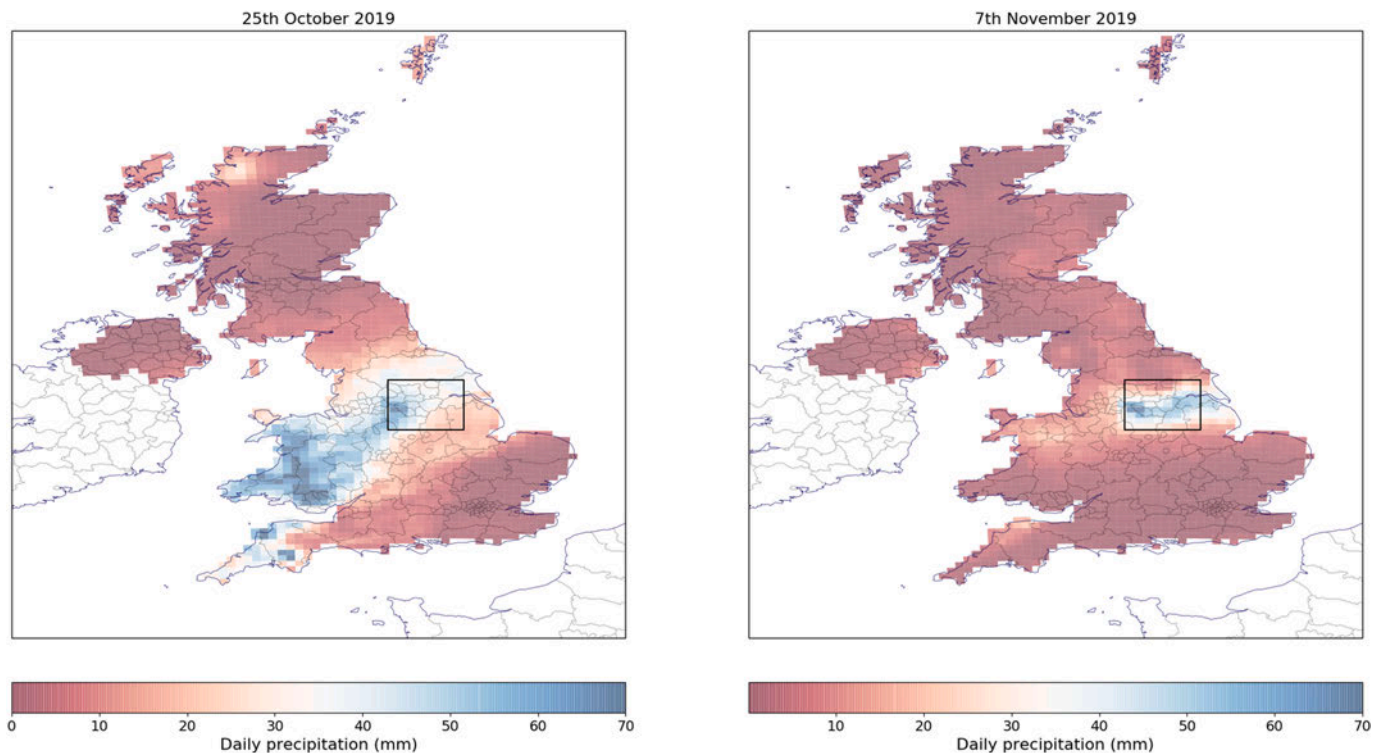 25th October 2019
7th November 2019
0 10 20 30 40 50 60 70
Daily precipitation (mm)
10 20 30 40 50 60 70
Daily precipitation (mm)